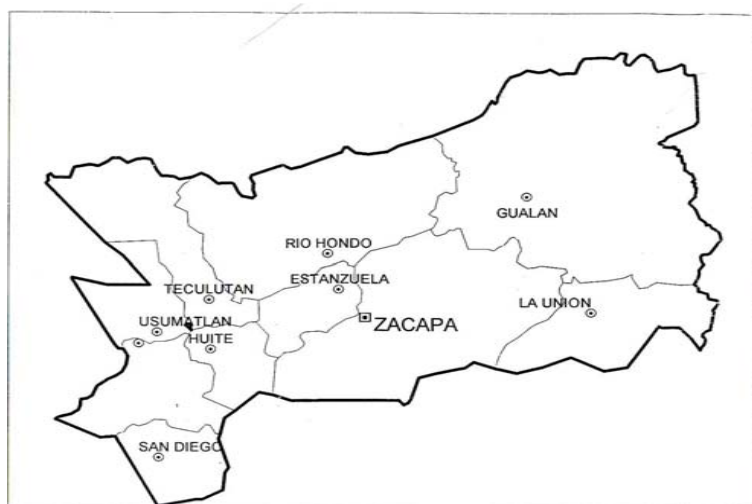 GUALAN
RIO HONDO
ESTANZUELA
TECULUTAN
LA UNION
USUMATLAN
ZACAPA
HUITE
SAN DIEGO